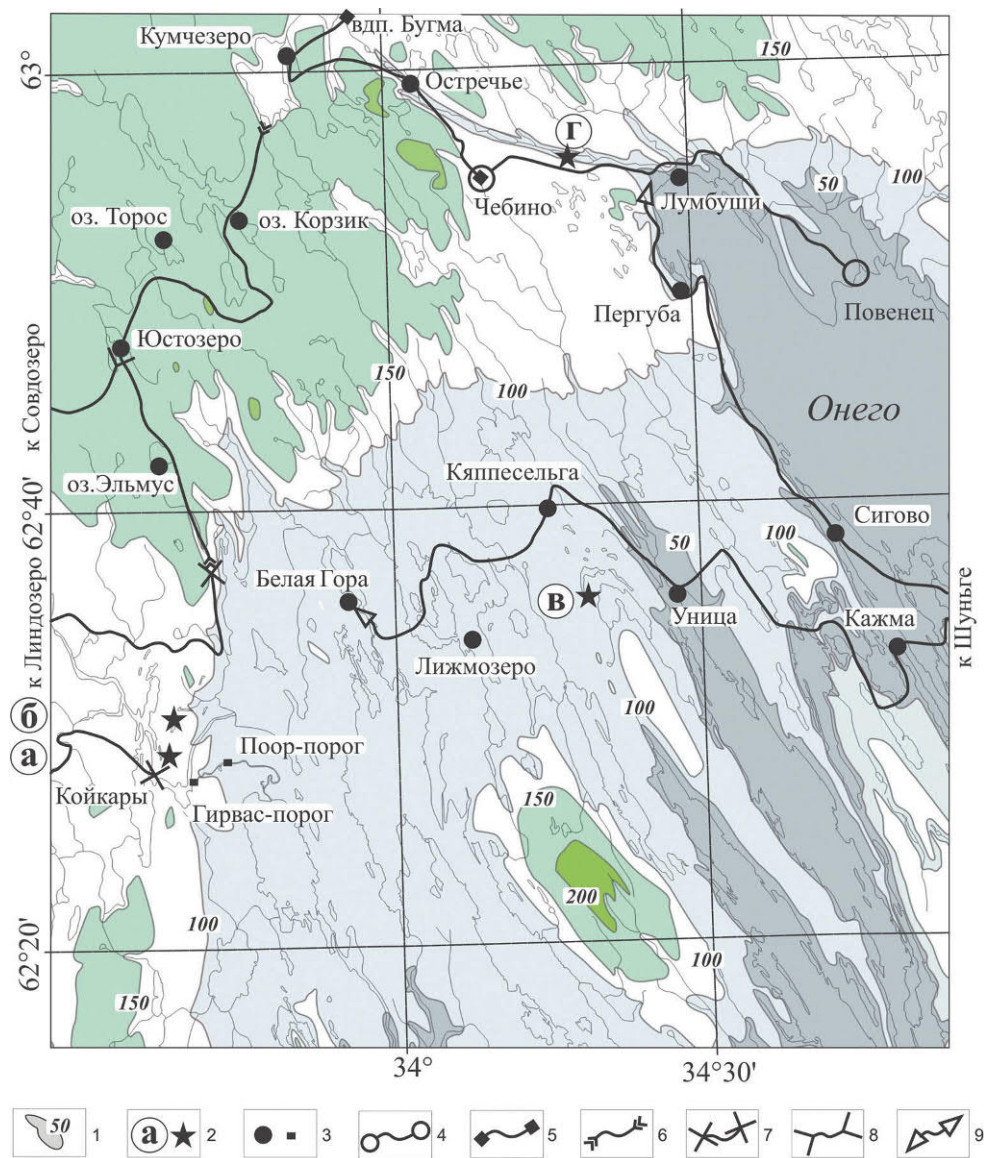 вдп. Бугма
Кумчезеро
150
63°
Остречье
г
100
50
Чебино
Лумбуши
оз. Торос
оз. Корзик
Пергуба
Повенец
Юстозеро
150
100
Онего
к Совдозеро
оз.Эльмус
Кяппесельга
62°40'
Сигово
50
100
Белая Гора
в
Уница
Кажма
к Линдозеро
Лижмозеро
к Шуньге
б
100
а
Поор-порог
Койкары
Гирвас-порог
150
200
100
62°20'
150
100
34°
34°30'
50 1
а 2
3
4
5
6
7
8
9